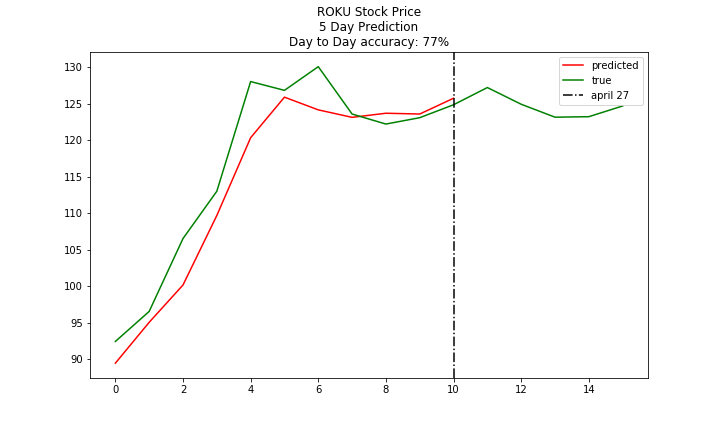 ROKU Stock Price
5 Day Prediction
Day to Day accuracy: 77%
predicted
true
april 27
130
125
120
115
110
105
100
95
90
0 2 4 6 8 10 12 14